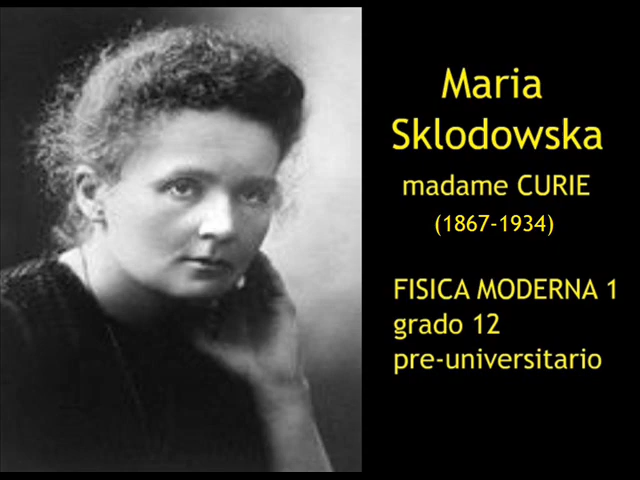 Maria
Sklodowska
madame CURIE
(1867-1934)
FISICA MODERNA 1
grado 12
pre-universitario